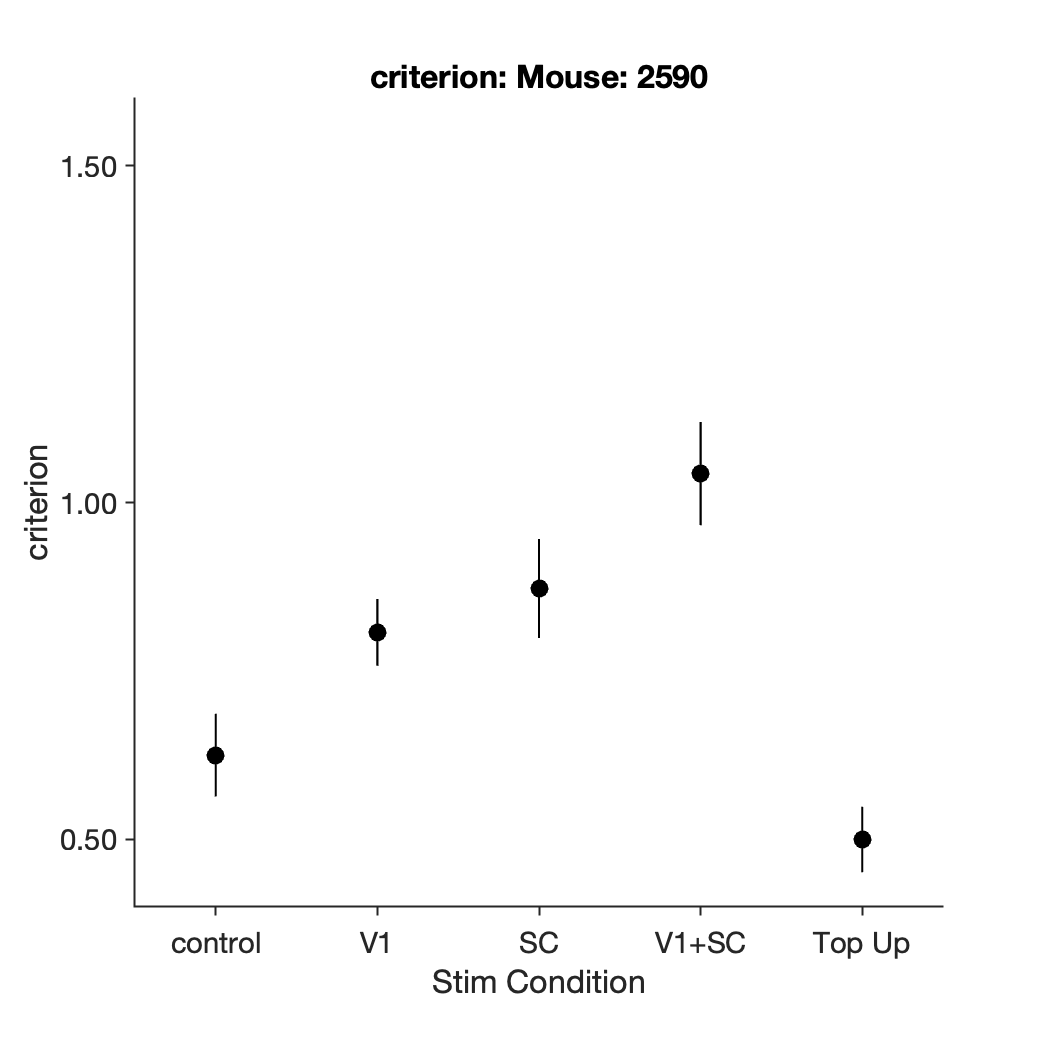 criterion: Mouse: 2590
criterion
1.50
1.00
0.50
control V1 SC V1+SC Top Up
Stim Condition